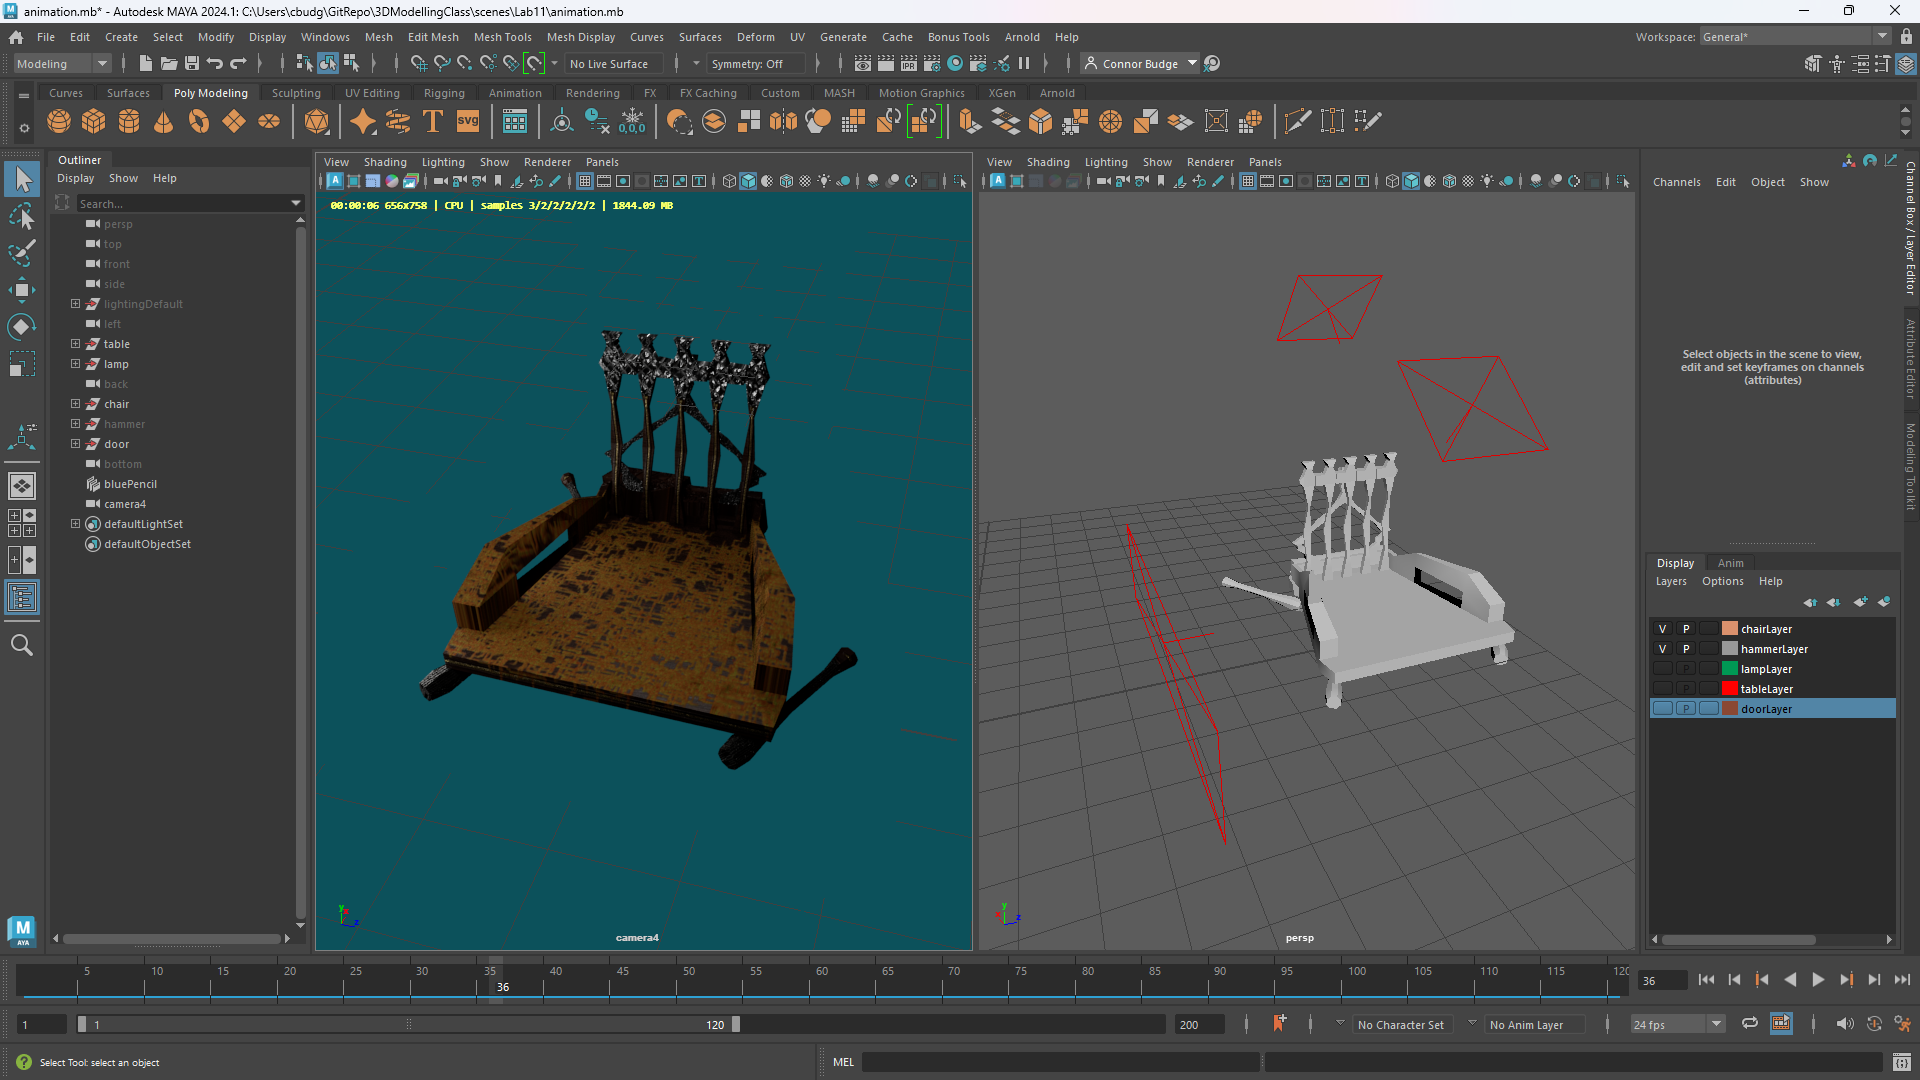 animation.mb* - Autodesk MAYA 2024.1: C:\Users\cbudg\GitRepo\3DModellingClass\scenes\Lab11\animation.mb
File Edit Create Select Modify Display Windows Mesh Edit Mesh Mesh Tools Mesh Display Curves Surfaces Deform UV Generate Cache Bonus Tools Arnold Help
Workspace: General*
Modeling
No Live Surface
Symmetry: Off
IPR
Connor Budge
Curves Surfaces Poly Modeling Sculpting UV Editing Rigging Animation Rendering FX FX Caching Custom MASH Motion Graphics XGen Arnold
T
SVG
0,0,0
Outliner
Display Show Help
Search...
persp
top
front
side
lightingDefault
left
table
lamp
back
chair
hammer
door
bottom
bluePencil
camera4
defaultLightSet
defaultObjectSet
M
AYA
View Shading Lighting Show Renderer Panels
00:00:06 656x758 | CPU | samples 3/2/2/2/2/2 | 1844.09 MB
y
z
camera4
View Shading Lighting Show Renderer Panels
y
z
persp
Channels Edit Object Show
Select objects in the scene to view,
edit and set keyframes on channels
(attributes)
Channel Box / Layer Editor
Attribute Editor
Modeling Toolkit
Display Anim
Layers Options Help
V P chairLayer
V P hammerLayer
P lampLayer
P tableLayer
P doorLayer
5 10 15 20 25 30 35 40 45 50 55 60 65 70 75 80 85 90 95 100 105 110 115 120
36
36
1
1
120
200
No Character Set
No Anim Layer
24 fps
Select Tool: select an object
MEL